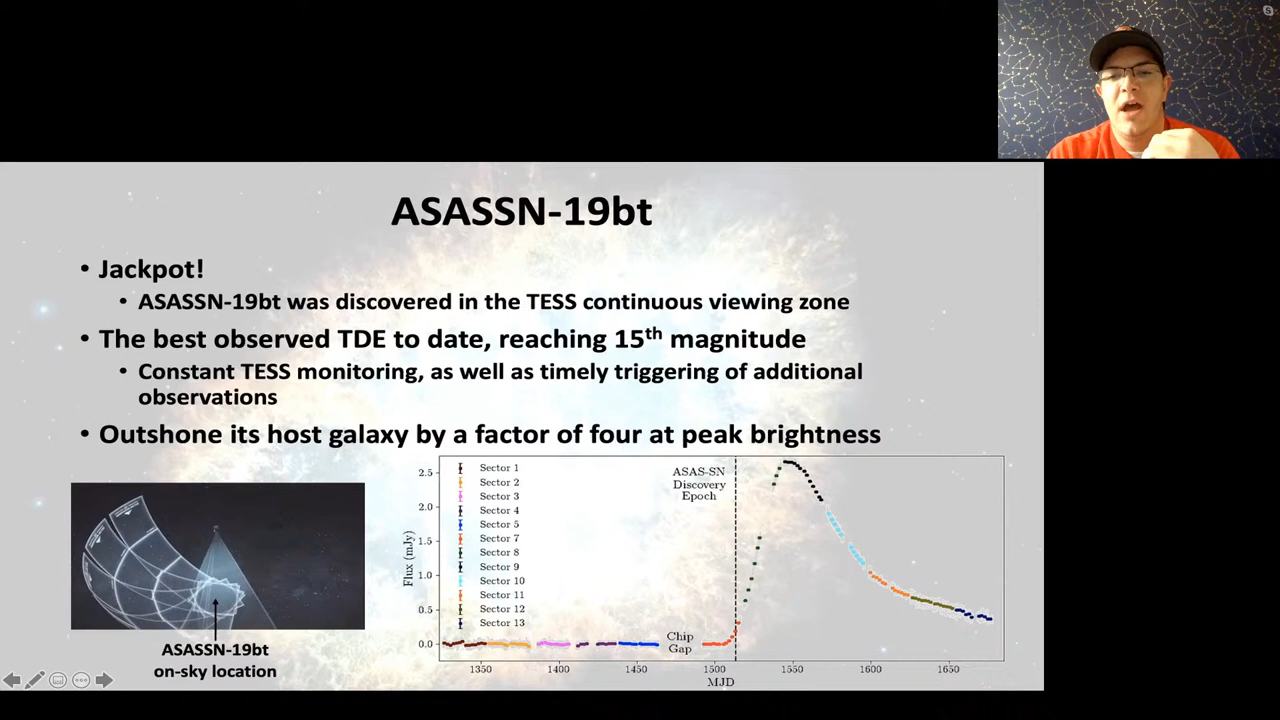 ASASSN-19bt
• Jackpot!
• ASASSN-19bt was discovered in the TESS continuous viewing zone
• The best observed TDE to date, reaching 15th magnitude
• Constant TESS monitoring, as well as timely triggering of additional
observations
• Outshone its host galaxy by a factor of four at peak brightness
ASASSN-19bt
on-sky location
Flux (mJy)
2.5
2.0
1.5
1.0
0.5
0.0
Sector 1
Sector 2
Sector 3
Sector 4
Sector 5
Sector 7
Sector 8
Sector 9
Sector 10
Sector 11
Sector 12
Sector 13
ASAS-SN
Discovery
Epoch
Chip
Gap
1350 1400 1450 1500 1550 1600 1650
MJD